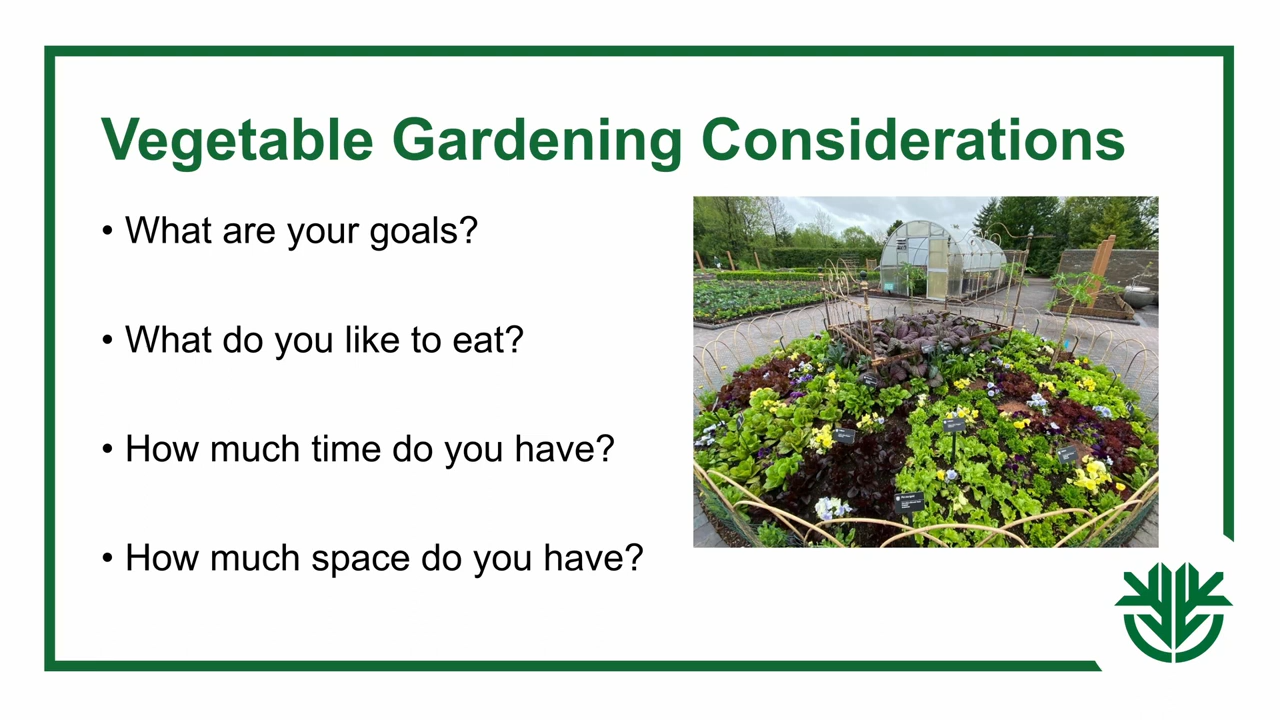 Vegetable Gardening Considerations
• What are your goals?
• What do you like to eat?
• How much time do you have?
• How much space do you have?